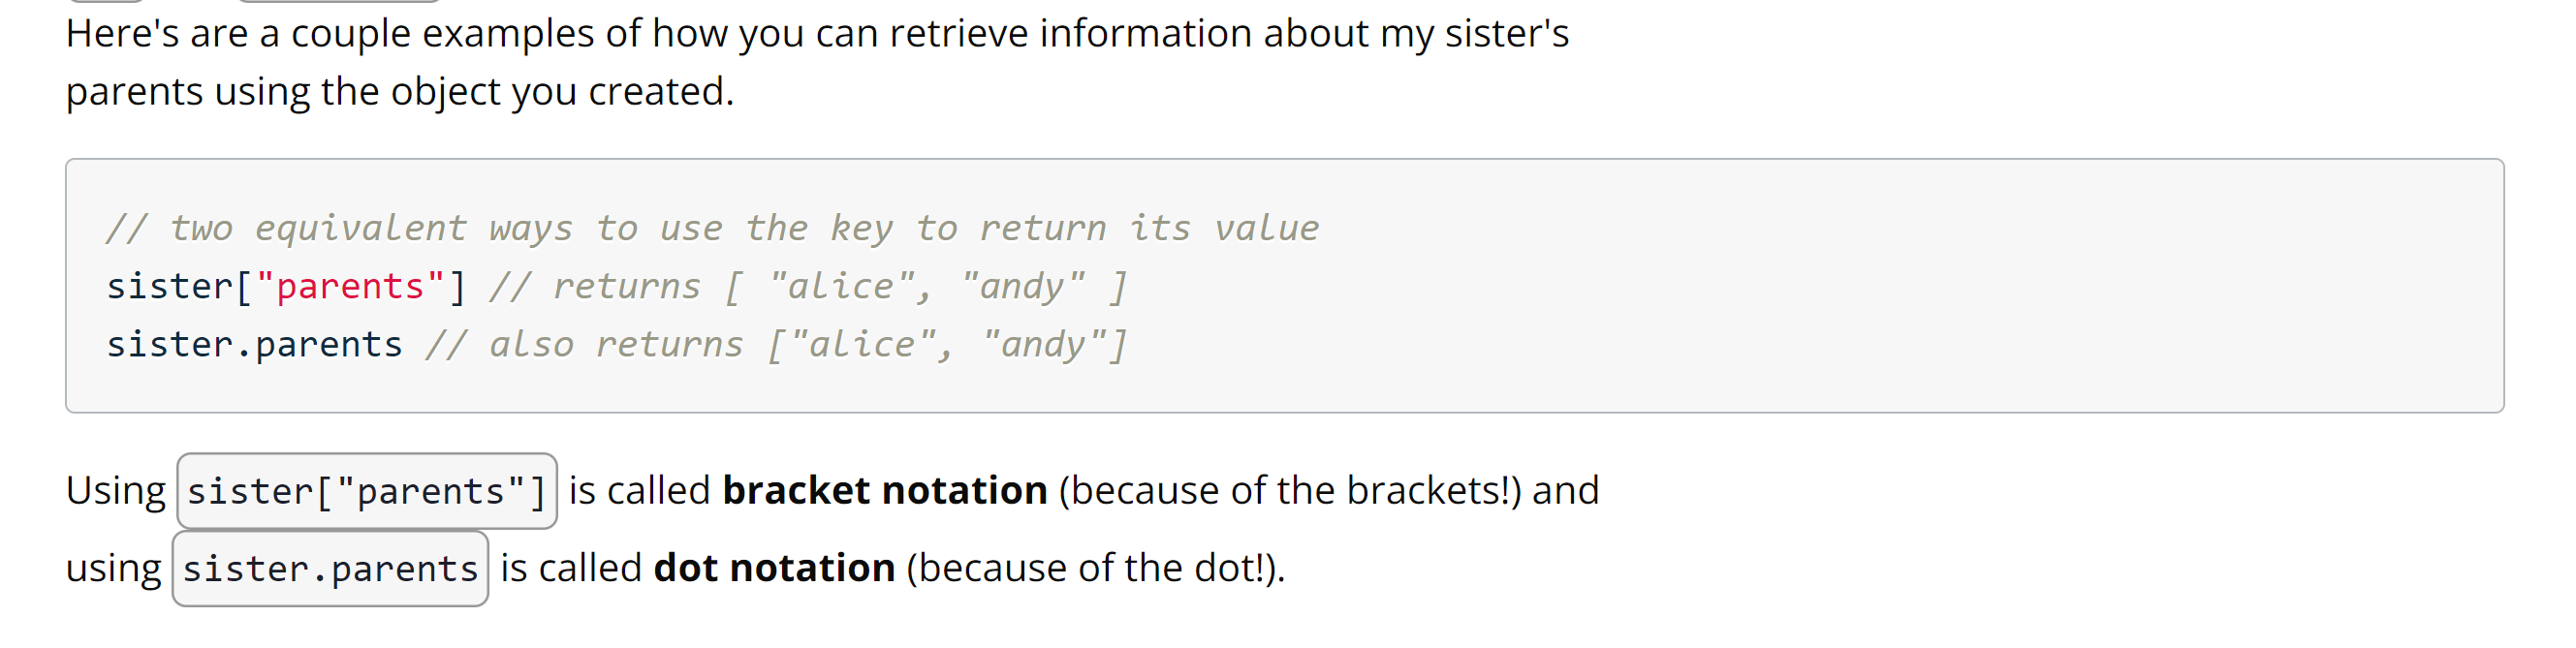 Here's are a couple examples of how you can retrieve information about my sister's
parents using the object you created.
// two equivalent ways to use the key to return its value
sister["parents"] // returns [ "alice", "andy" ]
sister.parents // also returns ["alice", "andy"]
Using sister["parents"] is called bracket notation (because of the brackets!) and
using sister.parents is called dot notation (because of the dot!).